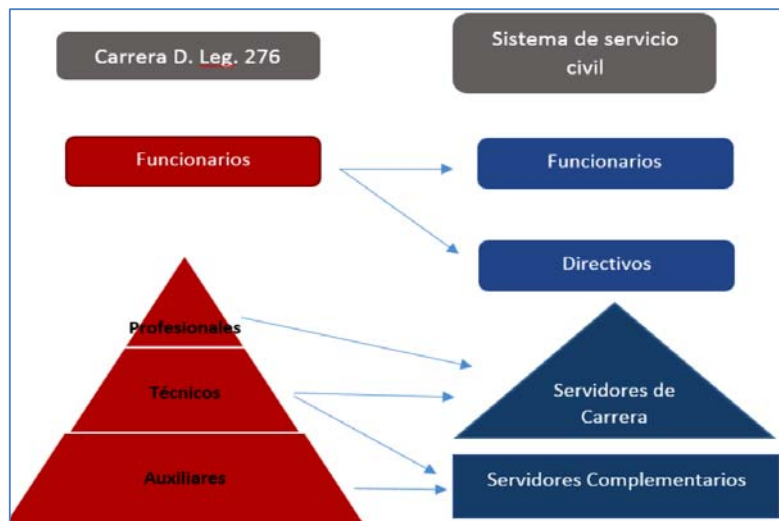 Carrera D. Leg. 276
Sistema de servicio
civil
Funcionarios
Funcionarios
Directivos
Profesionales
Técnicos
Servidores de
Carrera
Auxiliares
Servidores Complementarios